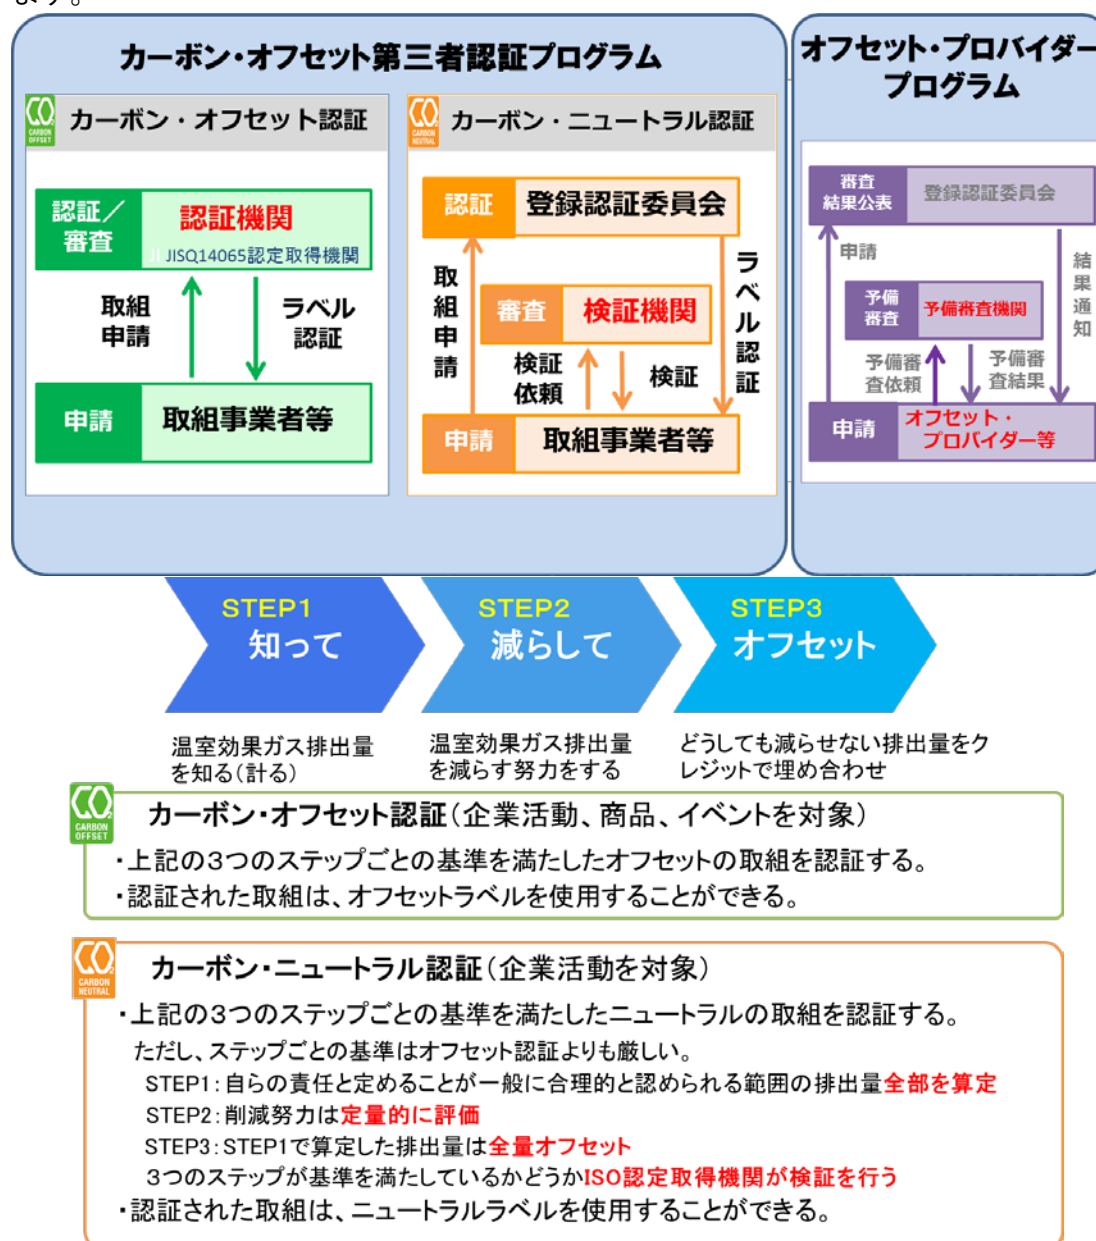 ます。
カーボン・オフセット第三者認証プログラム
CO2
CARBON
OFFSET
カーボン・オフセット認証
認証／
審査
認証機関
JISQ14065認定取得機関
取組
申請
ラベル
認証
申請
取組事業者等
CO2
CARBON
NEUTRAL
カーボン・ニュートラル認証
認証
登録認証委員会
取組申請
審査
検証機関
ラベル認証
検証
依頼
検証
申請
取組事業者等
オフセット・プロバイダー
プログラム
審査
結果公表
登録認証委員会
申請
予備
審査
予備審査機関
結果通知
予備審
査依頼
予備審
査結果
申請
オフセット・
プロバイダー等
STEP1
知って
STEP2
減らして
STEP3
オフセット
温室効果ガス排出量
を知る(計る)
温室効果ガス排出量
を減らす努力をする
どうしても減らせない排出量をク
レジットで埋め合わせ
CO2
CARBON
OFFSET
カーボン・オフセット認証(企業活動、商品、イベントを対象)
・上記の３つのステップごとの基準を満たしたオフセットの取組を認証する。
・認証された取組は、オフセットラベルを使用することができる。
CO2
CARBON
NEUTRAL
カーボン・ニュートラル認証(企業活動を対象)
・上記の３つのステップごとの基準を満たしたニュートラルの取組を認証する。
ただし、ステップごとの基準はオフセット認証よりも厳しい。
STEP1：自らの責任と定めることが一般に合理的と認められる範囲の排出量全部を算定
STEP2：削減努力は定量的に評価
STEP3：STEP1で算定した排出量は全量オフセット
３つのステップが基準を満たしているかどうかISO認定取得機関が検証を行う
・認証された取組は、ニュートラルラベルを使用することができる。